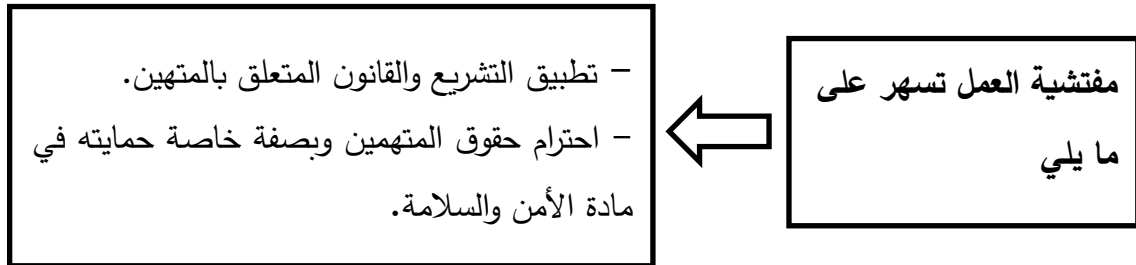 مفتشية العمل تسهر على
ما يلي
– تطبيق التشريع والقانون المتعلق بالمتهين.
– احترام حقوق المتهمين وبصفة خاصة حمايته في
مادة الأمن والسلامة.